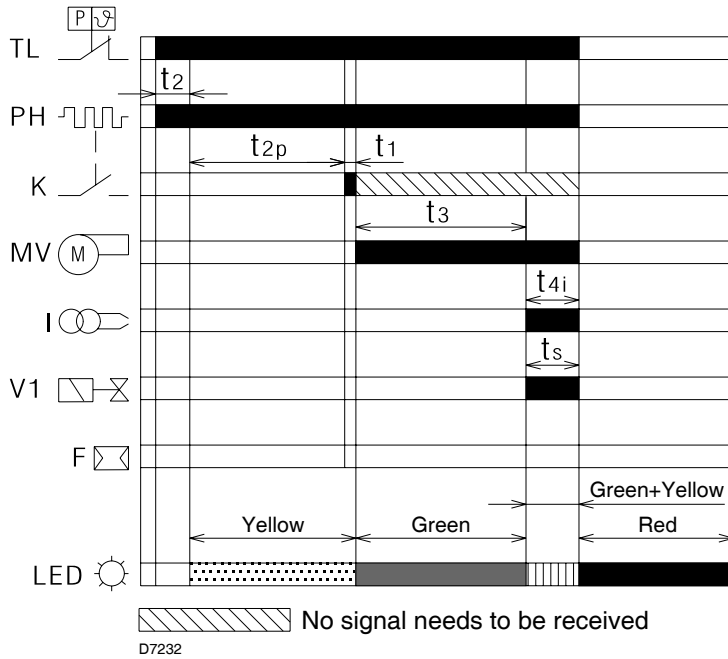 P ϑ
TL
t2
PH
t2p t1
K
t3
MV M
t4i
I
ts
V1
F
Green+Yellow
Yellow Green Red
LED
No signal needs to be received
D7232